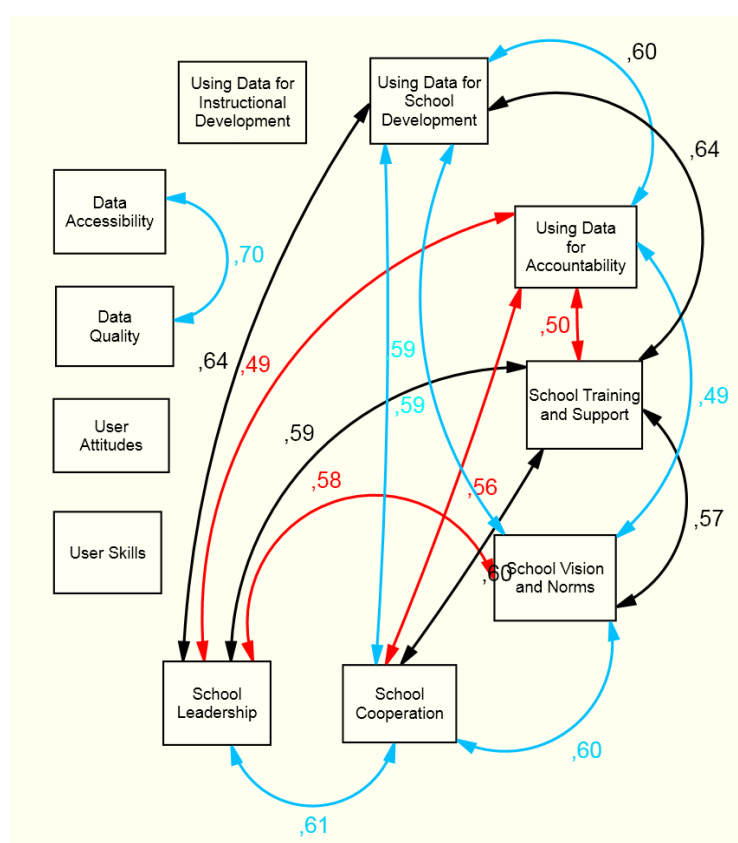 ,60
Using Data for
Instructional
Development
Using Data for
School
Development
,64
Data
Accessibility
Using Data
for
Accountability
,70
Data
Quality
,50
,64
,49
,59
School Training
and Support
,49
,59
User
Attitudes
,59
,58
,56
,57
User Skills
,60
School Vision
and Norms
School
Leadership
School
Cooperation
,60
,61